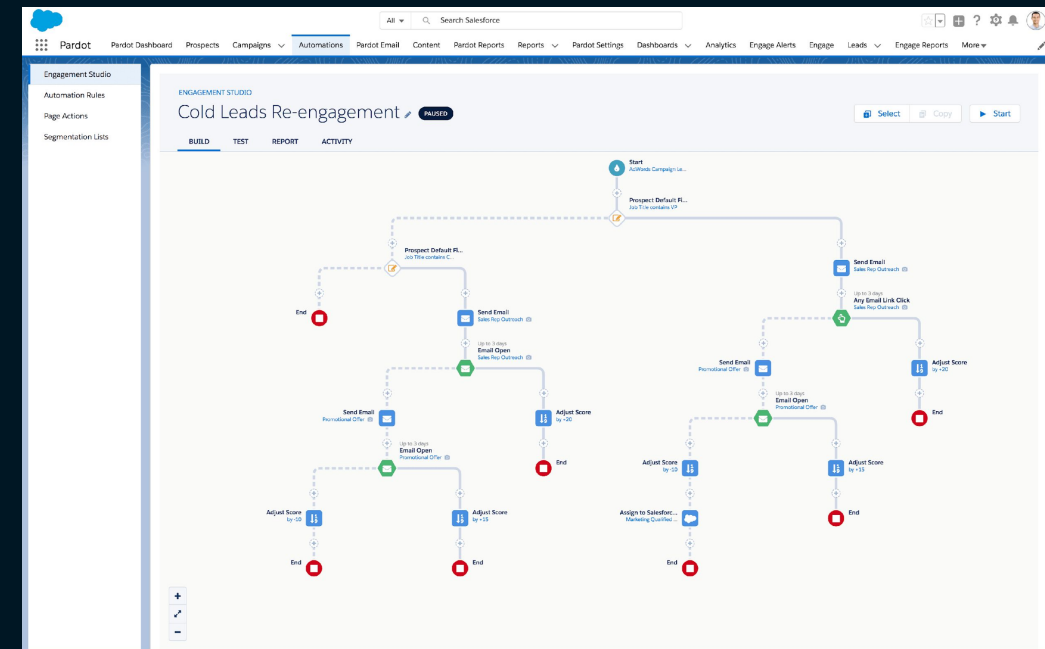 All
Search Salesforce
Pardot
Pardot Dashboard
Prospects
Campaigns
Automations
Pardot Email
Content
Pardot Reports
Reports
Pardot Settings
Dashboards
Analytics
Engage Alerts
Engage
Leads
Engage Reports
More
Engagement Studio
Automation Rules
Page Actions
Segmentation Lists
ENGAGEMENT STUDIO
Cold Leads Re-engagement
PAUSED
Select
Copy
Start
BUILD
TEST
REPORT
ACTIVITY
Start
AdWords Campaign Le...
Prospect Default Fi...
Job Title contains VP
Prospect Default Fi...
Job Title contains C...
End
Send Email
Sales Rep Outreach
Up to 3 days
Email Open
Sales Rep Outreach
Send Email
Promotional Offer
Adjust Score
by +20
End
Up to 3 days
Email Open
Promotional Offer
Adjust Score
by -10
End
Adjust Score
by +15
End
Send Email
Sales Rep Outreach
Up to 3 days
Any Email Link Click
Sales Rep Outreach
Send Email
Promotional Offer
Adjust Score
by +20
End
Up to 3 days
Email Open
Promotional Offer
Adjust Score
by -10
Assign to Salesforc...
Marketing Qualified ...
End
Adjust Score
by +15
End